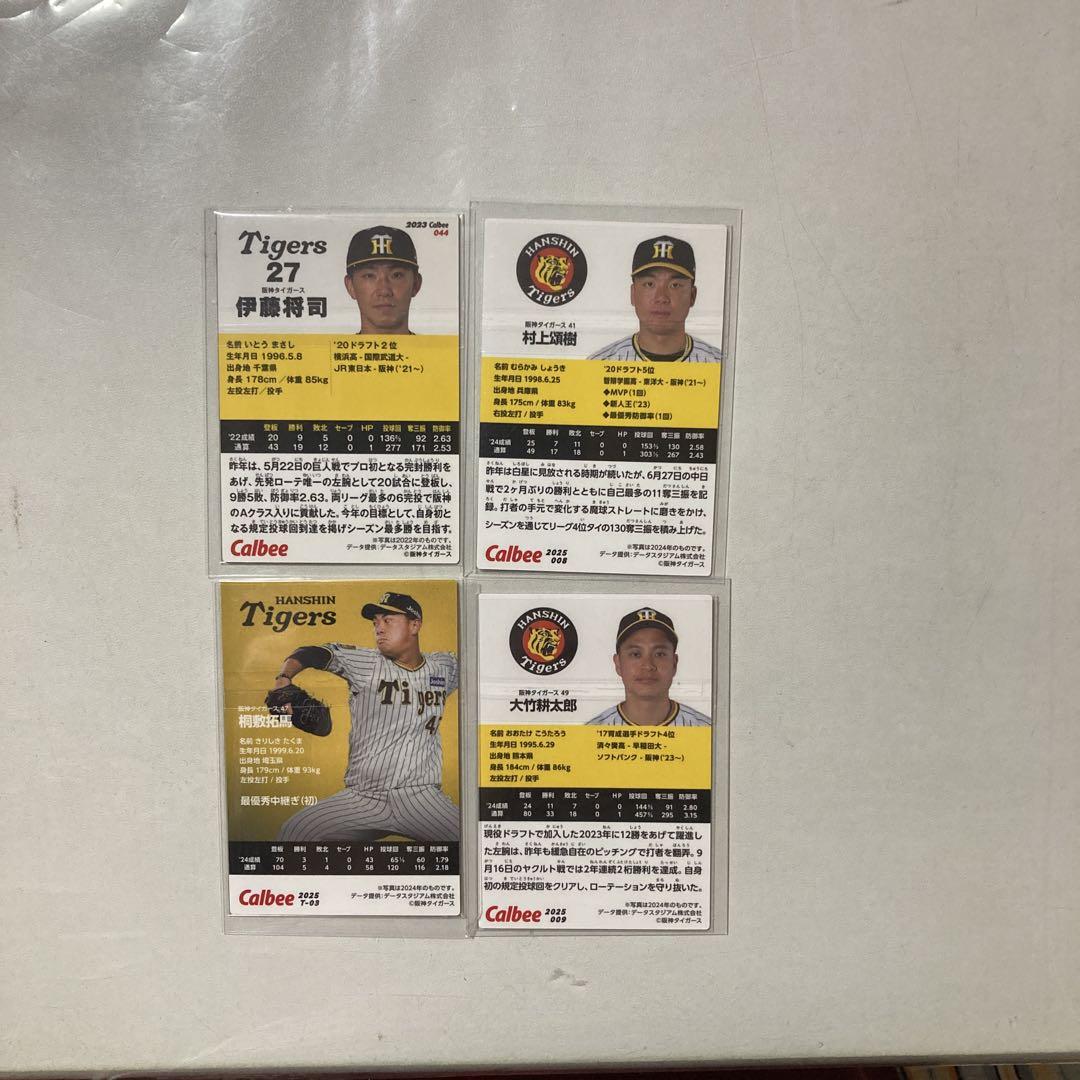 2023 Calbee
044
Tigers
27
阪神タイガース
伊藤将司
名前 いとう まさし
生年月日 1996.5.8
出身地 千葉県
身長 178cm/体重 85kg
左投左打/投手
'20ドラフト2位
横浜高-国際武道大-
JR東日本-阪神('21~)
登板 勝利 敗北 セーブ HP 投球回 奪三振 防御率
'22成績 20 9 5 0 0 136⅔ 92 2.63
通算 43 19 12 0 1 277 171 2.53
昨年は、5月22日の巨人戦でプロ初となる完封勝利を
あげ、先発ローテ唯一の左腕として20試合に登板し、
9勝5敗、防御率2.63。両リーグ最多の6完投で阪神
のAクラス入りに貢献した。今年の目標として、自身初と
なる規定投球回到達を掲げシーズン最多勝を目指す。
Calbee
※写真は2022年のものです。
データ提供:データスタジアム株式会社
©阪神タイガース
HANSHIN
Tigers
阪神タイガース 41
村上頌樹
名前 むらかみ しょうき
生年月日 1998.6.25
出身地 兵庫県
身長 175cm / 体重 83kg
右投左打 / 投手
'20ドラフト5位
智辯学園高 - 東洋大 - 阪神('21~)
◆MVP(1回)
◆新人王('23)
◆最優秀防御率(1回)
登板 勝利 敗北 セーブ HP 投球回 奪三振 防御率
'24成績 25 7 11 0 0 153⅔ 130 2.58
通算 49 17 18 0 1 303⅓ 267 2.43
昨年は白星に見放される時期が続いたが、6月27日の中日
戦で2ヶ月ぶりの勝利とともに自己最多の11奪三振を記
録。打者の手元で変化する魔球ストレートに磨きをかけ、
シーズンを通じてリーグ4位タイの130奪三振を積み上げた。
Calbee 2025
008
※写真は2024年のものです。
データ提供:データスタジアム株式会社
©阪神タイガース
HANSHIN
Tigers
阪神タイガース 47
桐敷拓馬
名前 きりしき たくま
生年月日 1999.6.20
出身地 埼玉県
身長 179cm / 体重 93kg
左投左打 / 投手
最優秀中継ぎ(初)
Joshin
Tigers
登板 勝利 敗北 セーブ HP 投球回 奪三振 防御率
'24成績 70 3 1 0 43 65⅓ 60 1.79
通算 104 5 4 0 58 120 116 2.18
Calbee 2025
T-03
※写真は2024年のものです。
データ提供:データスタジアム株式会社
©阪神タイガース
HANSHIN
Tigers
阪神タイガース 49
大竹耕太郎
名前 おおたけ こうたろう
生年月日 1995.6.29
出身地 熊本県
身長 184cm / 体重 86kg
左投左打 / 投手
'17育成選手ドラフト4位
済々黌高 - 早稲田大 -
ソフトバンク - 阪神('23~)
登板 勝利 敗北 セーブ HP 投球回 奪三振 防御率
'24成績 24 11 7 0 0 144⅔ 95 2.80
通算 80 33 18 0 1 457⅔ 291 3.15
現役ドラフトで加入した2023年に12勝をあげて躍進し
た左腕は、昨年も緩急自在のピッチングで打者を翻弄。9
月16日のヤクルト戦では2年連続2桁勝利を達成。自身
初の規定投球回をクリアし、ローテーションを守り抜いた。
Calbee 2025
009
※写真は2024年のものです。
データ提供:データスタジアム株式会社
©阪神タイガース